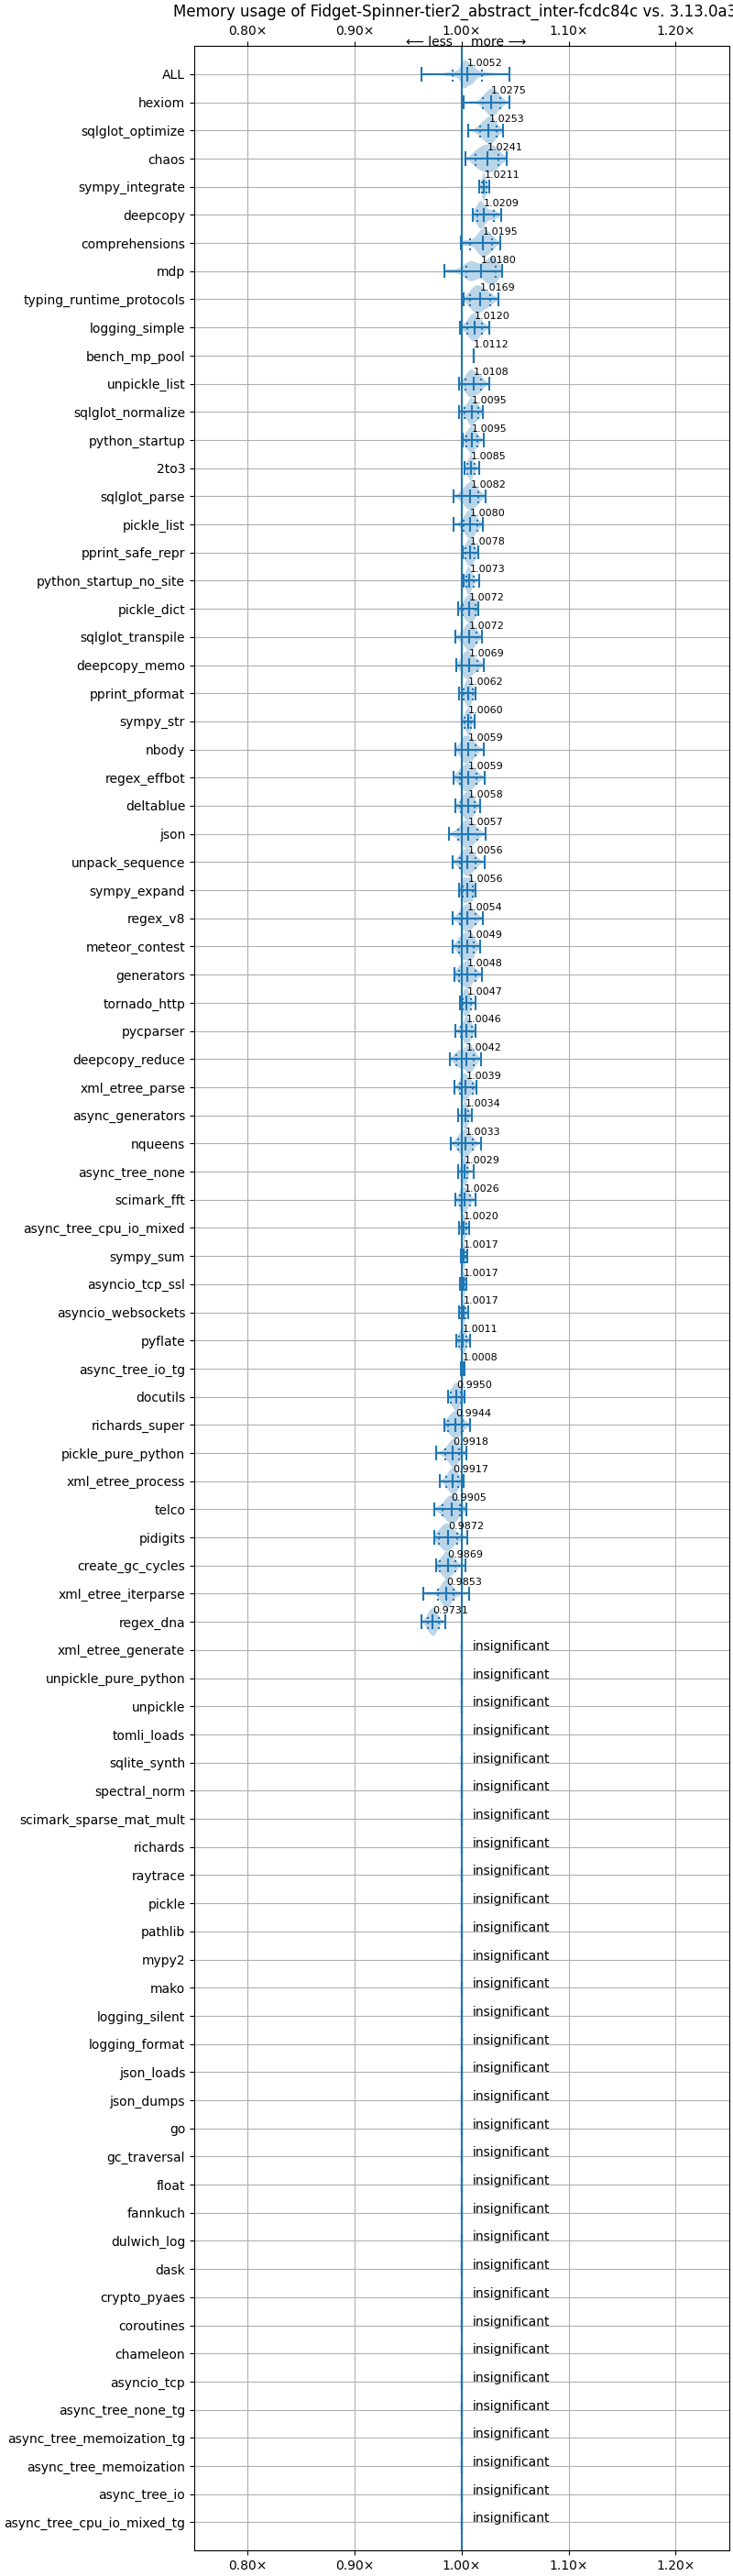 Memory usage of Fidget-Spinner-tier2_abstract_inter-fcdc84c vs. 3.13.0a3
0.80× 0.90× 1.00× 1.10× 1.20×
⟵ less more ⟶
ALL 1.0052
hexiom 1.0275
sqlglot_optimize 1.0253
chaos 1.0241
sympy_integrate 1.0211
deepcopy 1.0209
comprehensions 1.0195
mdp 1.0180
typing_runtime_protocols 1.0169
logging_simple 1.0120
bench_mp_pool 1.0112
unpickle_list 1.0108
sqlglot_normalize 1.0095
python_startup 1.0095
2to3 1.0085
sqlglot_parse 1.0082
pickle_list 1.0080
pprint_safe_repr 1.0078
python_startup_no_site 1.0073
pickle_dict 1.0072
sqlglot_transpile 1.0072
deepcopy_memo 1.0069
pprint_pformat 1.0062
sympy_str 1.0060
nbody 1.0059
regex_effbot 1.0059
deltablue 1.0058
json 1.0057
unpack_sequence 1.0056
sympy_expand 1.0056
regex_v8 1.0054
meteor_contest 1.0049
generators 1.0048
tornado_http 1.0047
pycparser 1.0046
deepcopy_reduce 1.0042
xml_etree_parse 1.0039
async_generators 1.0034
nqueens 1.0033
async_tree_none 1.0029
scimark_fft 1.0026
async_tree_cpu_io_mixed 1.0020
sympy_sum 1.0017
asyncio_tcp_ssl 1.0017
asyncio_websockets 1.0017
pyflate 1.0011
async_tree_io_tg 1.0008
docutils 0.9950
richards_super 0.9944
pickle_pure_python 0.9918
xml_etree_process 0.9917
telco 0.9905
pidigits 0.9872
create_gc_cycles 0.9869
xml_etree_iterparse 0.9853
regex_dna 0.9731
xml_etree_generate insignificant
unpickle_pure_python insignificant
unpickle insignificant
tomli_loads insignificant
sqlite_synth insignificant
spectral_norm insignificant
scimark_sparse_mat_mult insignificant
richards insignificant
raytrace insignificant
pickle insignificant
pathlib insignificant
mypy2 insignificant
mako insignificant
logging_silent insignificant
logging_format insignificant
json_loads insignificant
json_dumps insignificant
go insignificant
gc_traversal insignificant
float insignificant
fannkuch insignificant
dulwich_log insignificant
dask insignificant
crypto_pyaes insignificant
coroutines insignificant
chameleon insignificant
asyncio_tcp insignificant
async_tree_none_tg insignificant
async_tree_memoization_tg insignificant
async_tree_memoization insignificant
async_tree_io insignificant
async_tree_cpu_io_mixed_tg insignificant
0.80× 0.90× 1.00× 1.10× 1.20×